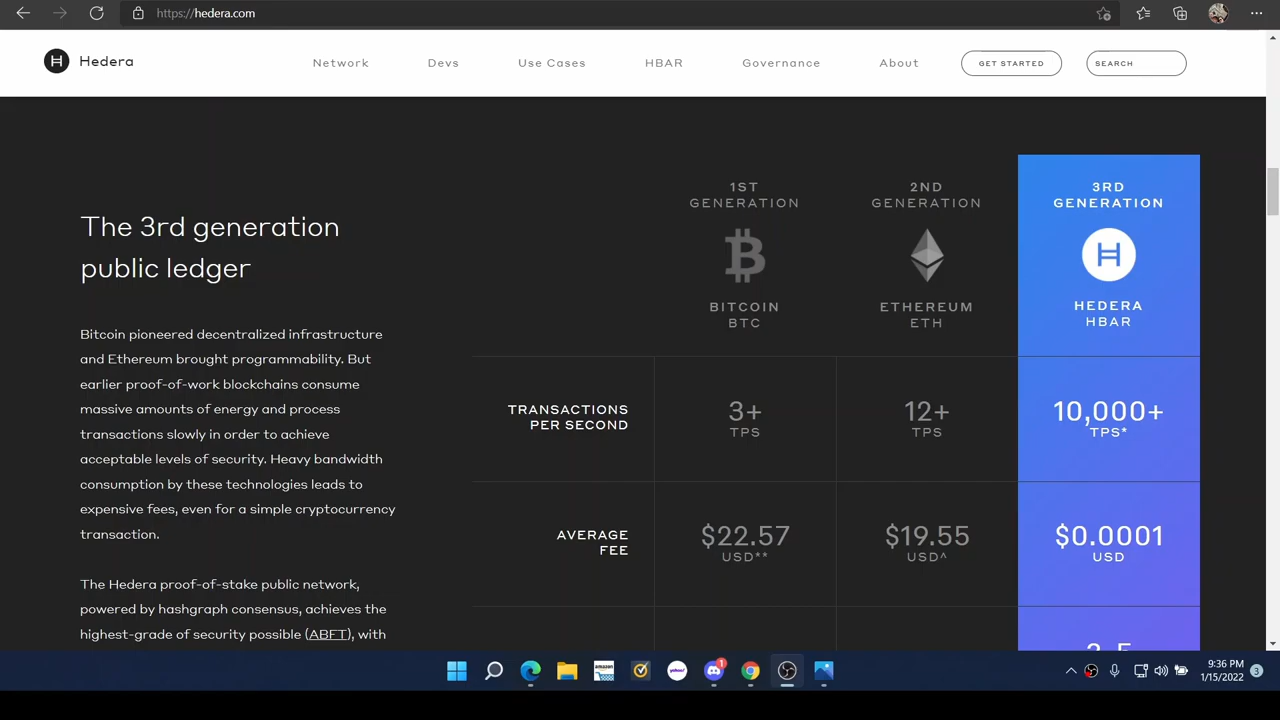 https://hedera.com
Hedera
Network
Devs
Use Cases
HBAR
Governance
About
GET STARTED
SEARCH
The 3rd generation
public ledger
Bitcoin pioneered decentralized infrastructure
and Ethereum brought programmability. But
earlier proof-of-work blockchains consume
massive amounts of energy and process
transactions slowly in order to achieve
acceptable levels of security. Heavy bandwidth
consumption by these technologies leads to
expensive fees, even for a simple cryptocurrency
transaction.
The Hedera proof-of-stake public network,
powered by hashgraph consensus, achieves the
highest-grade of security possible (ABFT), with
1ST
GENERATION
BITCOIN
BTC
2ND
GENERATION
ETHEREUM
ETH
3RD
GENERATION
HEDERA
HBAR
TRANSACTIONS
PER SECOND
3+
TPS
12+
TPS
10,000+
TPS*
AVERAGE
FEE
$22.57
USD**
$19.55
USD^
$0.0001
USD
amazon
yahoo!
1
9:36 PM
1/15/2022
3